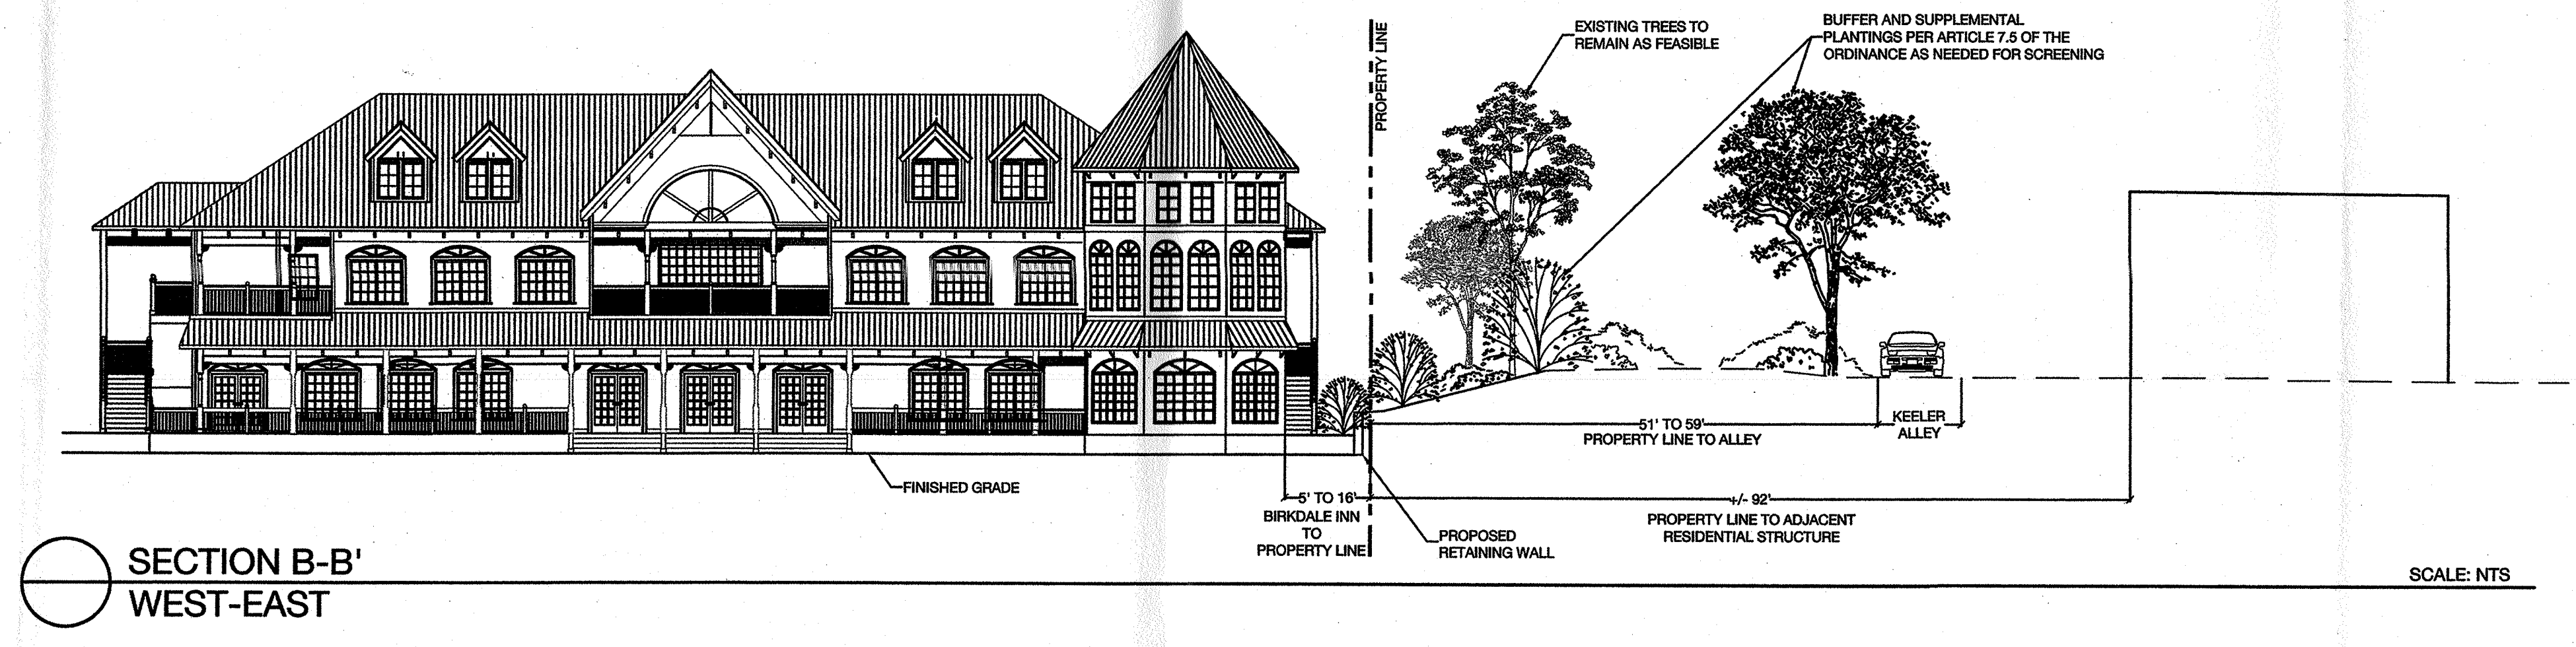 PROPERTY LINE
EXISTING TREES TO
REMAIN AS FEASIBLE
BUFFER AND SUPPLEMENTAL
PLANTINGS PER ARTICLE 7.5 OF THE
ORDINANCE AS NEEDED FOR SCREENING
51' TO 59'
PROPERTY LINE TO ALLEY
KEELER
ALLEY
FINISHED GRADE
5' TO 16'
BIRKDALE INN
TO
PROPERTY LINE
+/- 92'
PROPERTY LINE TO ADJACENT
RESIDENTIAL STRUCTURE
PROPOSED
RETAINING WALL
SECTION B-B'
WEST-EAST
SCALE: NTS